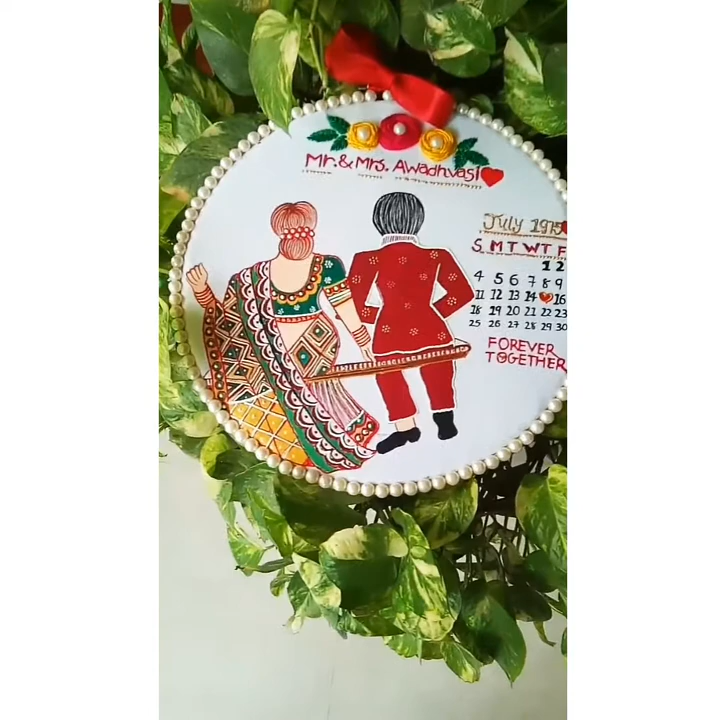 Mr. & Mrs. Awadhvasi
July 1975
S M T W T F
1 2
4 5 6 7 8 9
11 12 13 14 16
18 19 20 21 22 23
25 26 27 28 29 30
FOREVER
TOGETHER